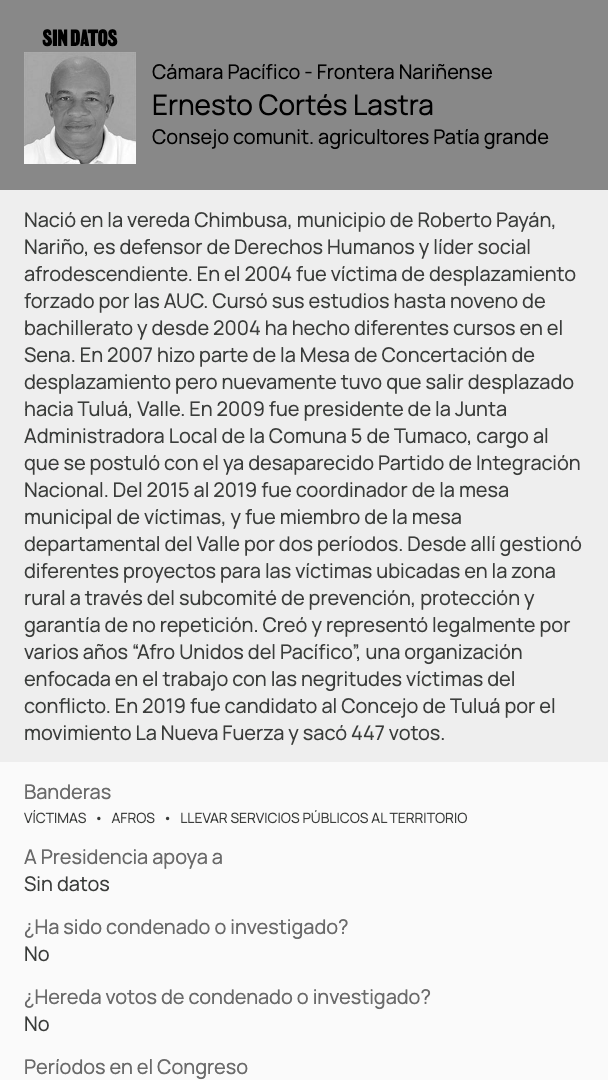 SIN DATOS
Cámara Pacífico - Frontera Nariñense
Ernesto Cortés Lastra
Consejo comunit. agricultores Patía grande
Nació en la vereda Chimbusa, municipio de Roberto Payán,
Nariño, es defensor de Derechos Humanos y líder social
afrodescendiente. En el 2004 fue víctima de desplazamiento
forzado por las AUC. Cursó sus estudios hasta noveno de
bachillerato y desde 2004 ha hecho diferentes cursos en el
Sena. En 2007 hizo parte de la Mesa de Concertación de
desplazamiento pero nuevamente tuvo que salir desplazado
hacia Tuluá, Valle. En 2009 fue presidente de la Junta
Administradora Local de la Comuna 5 de Tumaco, cargo al
que se postuló con el ya desaparecido Partido de Integración
Nacional. Del 2015 al 2019 fue coordinador de la mesa
municipal de víctimas, y fue miembro de la mesa
departamental del Valle por dos períodos. Desde allí gestionó
diferentes proyectos para las víctimas ubicadas en la zona
rural a través del subcomité de prevención, protección y
garantía de no repetición. Creó y representó legalmente por
varios años “Afro Unidos del Pacífico”, una organización
enfocada en el trabajo con las negritudes víctimas del
conflicto. En 2019 fue candidato al Concejo de Tuluá por el
movimiento La Nueva Fuerza y sacó 447 votos.
Banderas
VÍCTIMAS • AFROS • LLEVAR SERVICIOS PÚBLICOS AL TERRITORIO
A Presidencia apoya a
Sin datos
¿Ha sido condenado o investigado?
No
¿Hereda votos de condenado o investigado?
No
Períodos en el Congreso